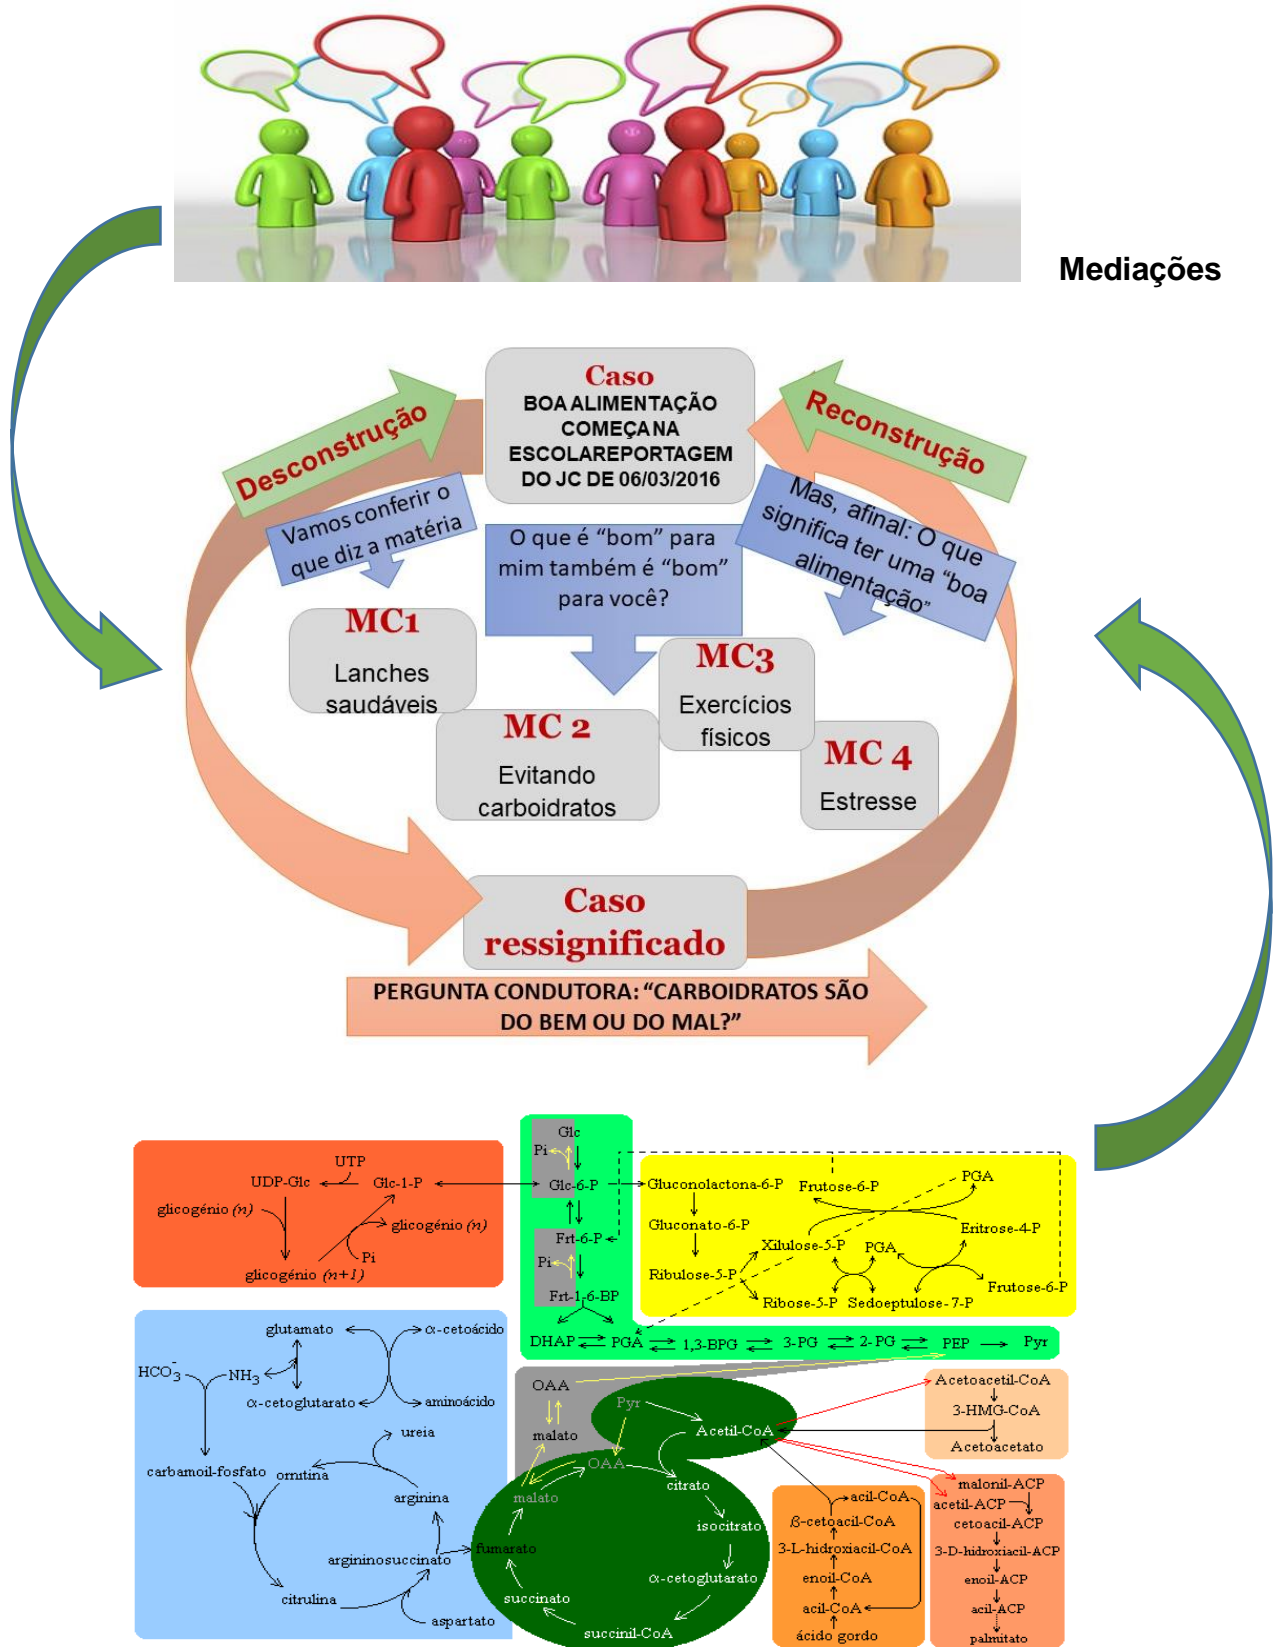 Mediações
Caso
BOA ALIMENTAÇÃO
COMEÇA NA
ESCOLAREPORTAGEM
DO JC DE 06/03/2016
Desconstrução
Reconstrução
Vamos conferir o
que diz a matéria
O que é “bom” para
mim também é “bom”
para você?
Mas, afinal: O que
significa ter uma “boa
alimentação”
MC1
Lanches
saudáveis
MC 2
Evitando
carboidratos
MC3
Exercícios
físicos
MC 4
Estresse
Caso
ressignificado
PERGUNTA CONDUTORA: “CARBOIDRATOS SÃO
DO BEM OU DO MAL?”
UTP
UDP-Glc
Glc-1-P
glicogénio (n)
glicogénio (n)
Pi
glicogénio (n+1)
Glc
Pi
Glc-6-P
Frt-6-P
Pi
Frt-1,6-BP
DHAP
PGA
1,3-BPG
3-PG
2-PG
PEP
Pyr
Gluconolactona-6-P
Frutose-6-P
PGA
Gluconato-6-P
Eritrose-4-P
Xilulose-5-P
PGA
Ribulose-5-P
Frutose-6-P
Ribose-5-P
Sedoeptulose-7-P
glutamato
α-cetoácido
HCO3-
NH3
α-cetoglutarato
aminoácido
ureia
carbamoil-fosfato
ornitina
arginina
argininosuccinato
citrulina
aspartato
OAA
Pyr
malato
Acetil-CoA
OAA
malato
citrato
isocitrato
fumarato
α-cetoglutarato
succinato
succinil-CoA
Acetoacetil-CoA
3-HMG-CoA
Acetoacetato
acil-CoA
ß-cetoacil-CoA
3-L-hidroxiacil-CoA
enoil-CoA
acil-CoA
ácido gordo
malonil-ACP
acetil-ACP
cetoacil-ACP
3-D-hidroxiacil-ACP
enoil-ACP
acil-ACP
palmitato